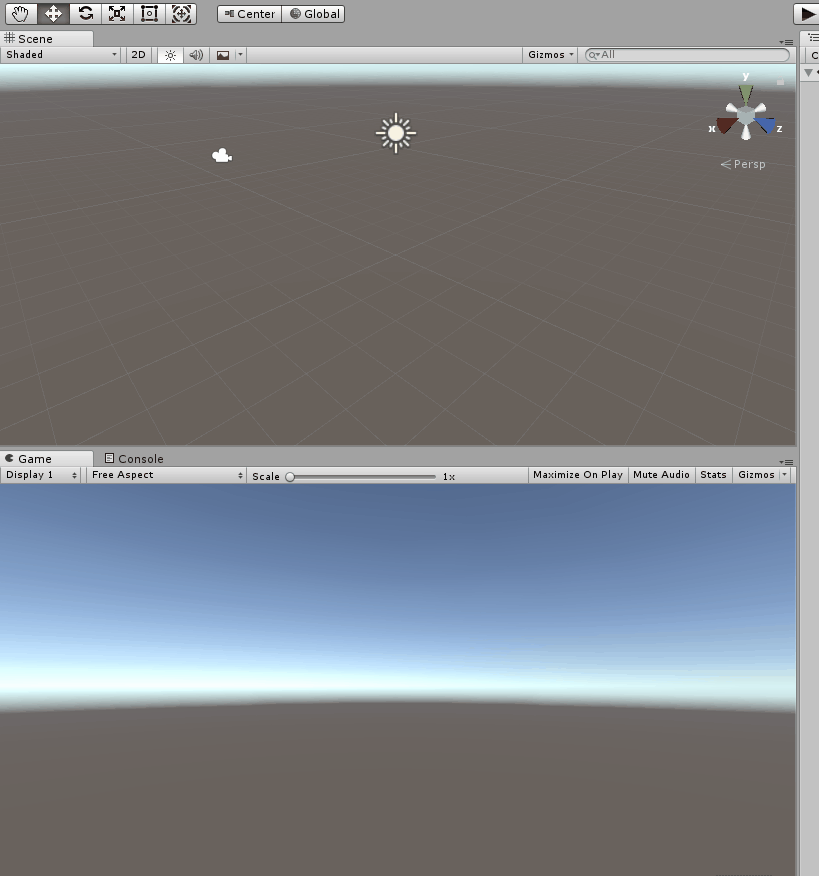 Center Global
Scene
Shaded 2D Gizmos All
y
x z
Persp
Game Console
Display 1 Free Aspect Scale 1x Maximize On Play Mute Audio Stats Gizmos